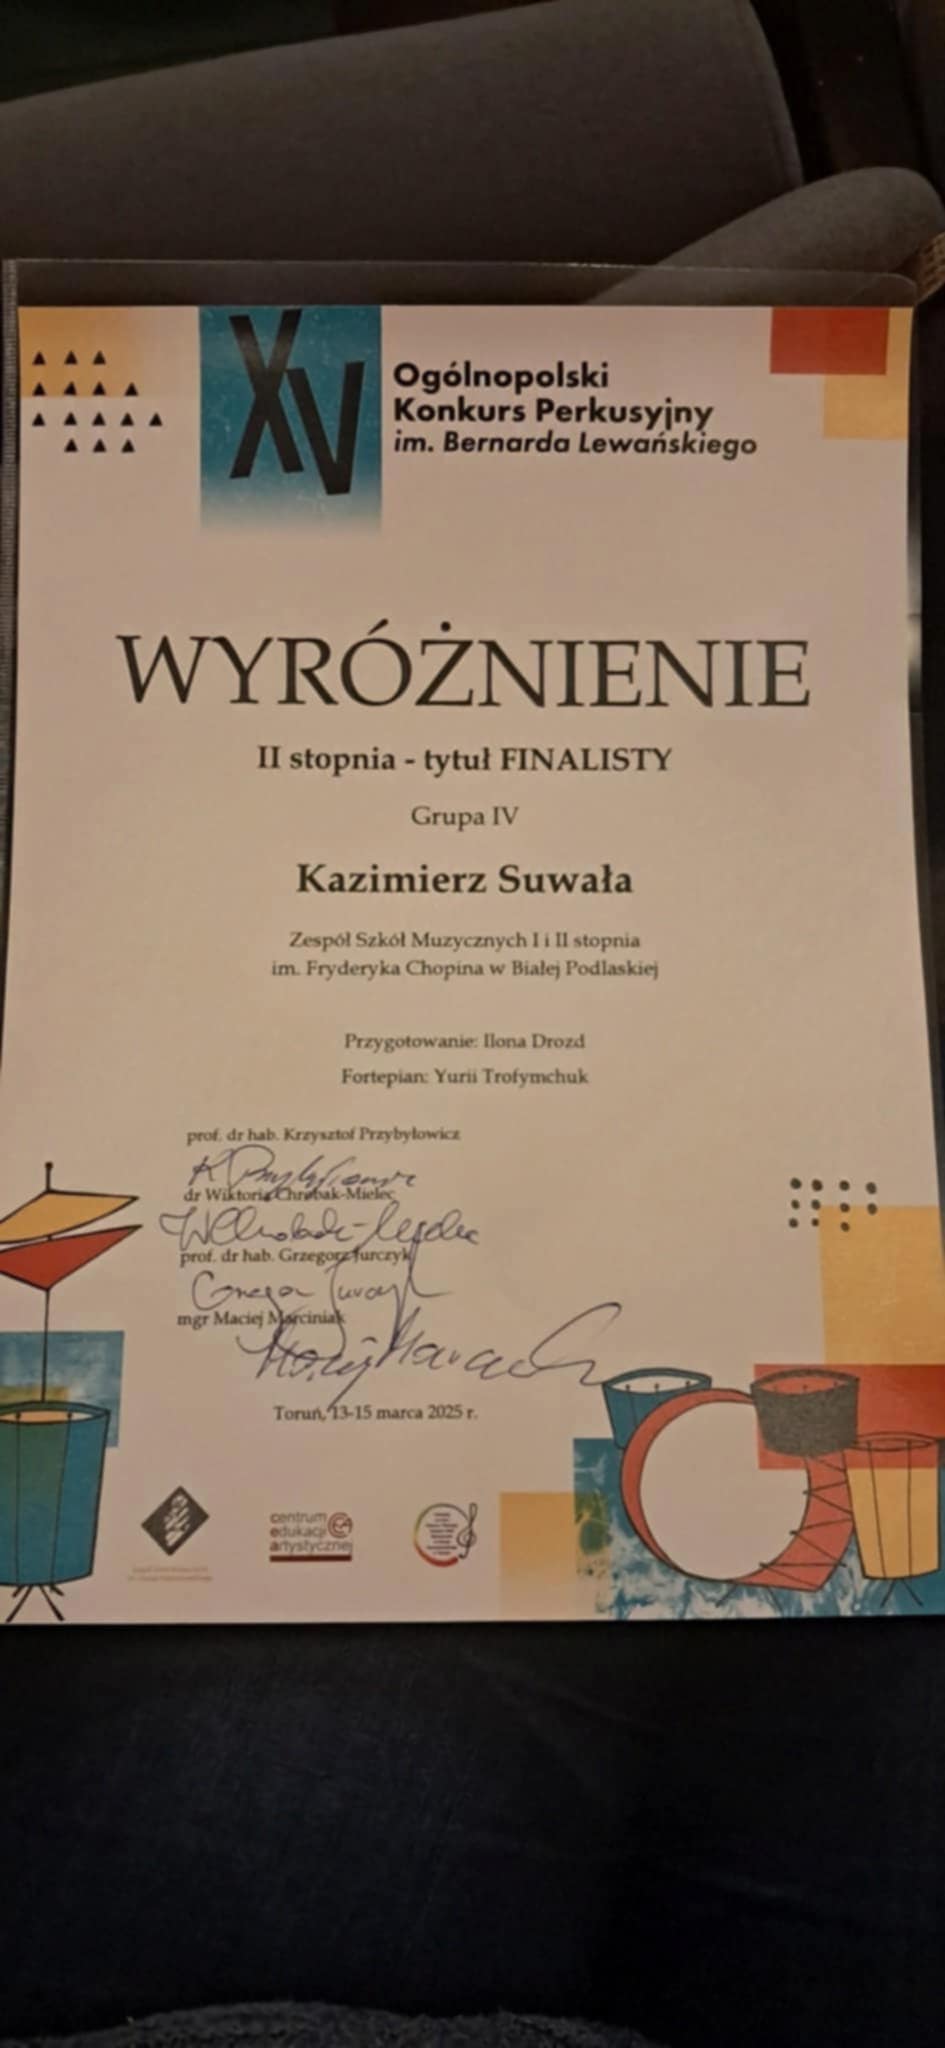 XV
Ogólnopolski
Konkurs Perkusyjny
im. Bernarda Lewańskiego
WYRÓŻNIENIE
II stopnia - tytuł FINALISTY
Grupa IV
Kazimierz Suwała
Zespół Szkół Muzycznych I i II stopnia
im. Fryderyka Chopina w Białej Podlaskiej
Przygotowanie: Ilona Drozd
Fortepian: Yurii Trofymchuk
prof. dr hab. Krzysztof Przybyłowicz
dr Wiktoria Chrobak-Mielec
prof. dr hab. Grzegorz Jurczyk
mgr Maciej Marciniak
Toruń, 13-15 marca 2025 r.
centrum
edukacji
artystycznej